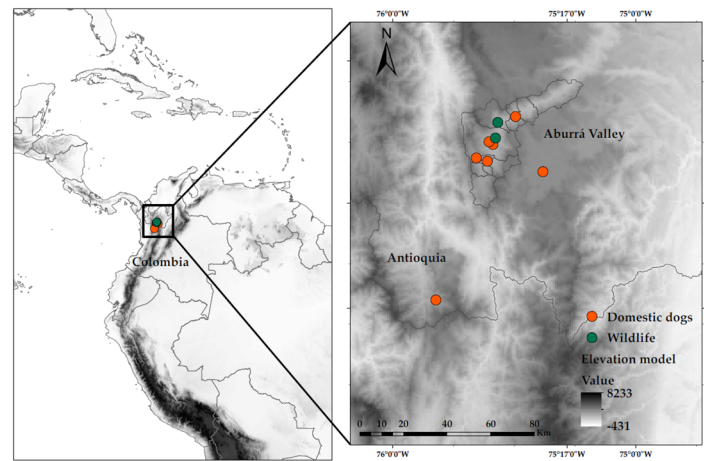 76°0'0"W 75°17'0"W 75°0'0"W
N
Aburrá Valley
Colombia
Antioquia
Domestic dogs
Wildlife
Elevation model
Value
8233
-431
0 10 20 40 60 80
Km
76°0'0"W 75°17'0"W 75°0'0"W